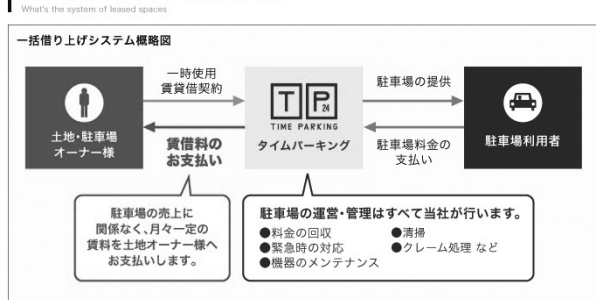 What's the system of leased spaces
一括借り上げシステム概略図
土地・駐車場
オーナー様
一時使用
賃貸借契約
賃借料の
お支払い
TP24
TIME PARKING
タイムパーキング
駐車場の提供
駐車場料金の
支払い
駐車場利用者
駐車場の売上に
関係なく、月々一定の
賃料を土地オーナー様へ
お支払いします。
駐車場の運営・管理はすべて当社が行います。
●料金の回収
●清掃
●緊急時の対応
●クレーム処理 など
●機器のメンテナンス